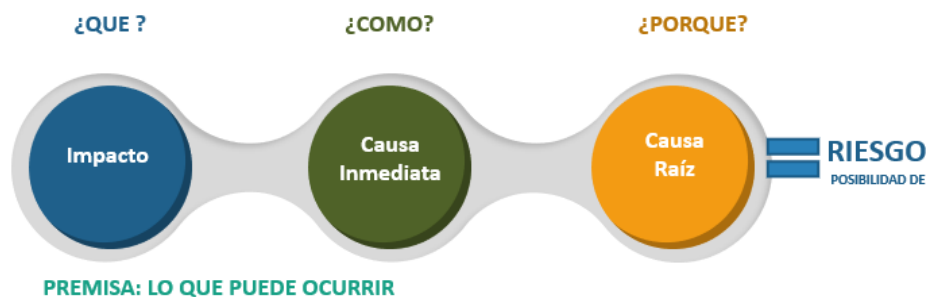 ¿QUE ?
¿COMO?
¿PORQUE?
Impacto
Causa
Inmediata
Causa
Raíz
RIESGO
POSIBILIDAD DE
PREMISA: LO QUE PUEDE OCURRIR